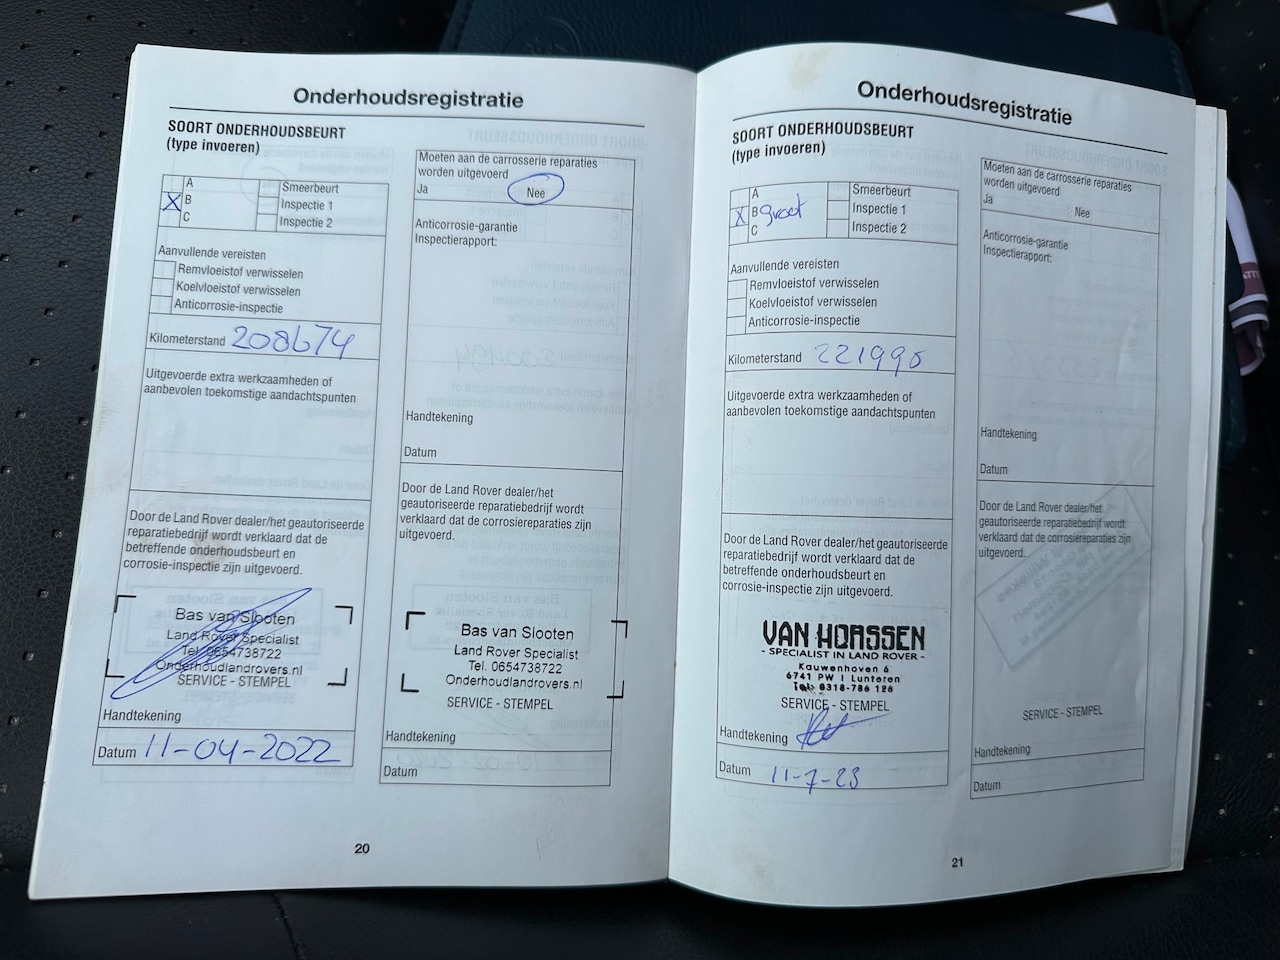 Onderhoudsregistratie
SOORT ONDERHOUDSBEURT
(type invoeren)
A
X B
C
Smeerbeurt
Inspectie 1
Inspectie 2
Aanvullende vereisten
Remvloeistof verwisselen
Koelvloeistof verwisselen
Anticorrosie-inspectie
Kilometerstand 208674
Uitgevoerde extra werkzaamheden of
aanbevolen toekomstige aandachtspunten
Door de Land Rover dealer/het geautoriseerde
reparatiebedrijf wordt verklaard dat de
betreffende onderhoudsbeurt en
corrosie-inspectie zijn uitgevoerd.
Bas van Slooten
Land Rover Specialist
Tel. 0654738722
Onderhoudlandrovers.nl
SERVICE - STEMPEL
Handtekening
Datum 11-04-2022
Moeten aan de carrosserie reparaties
worden uitgevoerd
Ja Nee
Anticorrosie-garantie
Inspectierapport:
Handtekening
Datum
Door de Land Rover dealer/het
geautoriseerde reparatiebedrijf wordt
verklaard dat de corrosiereparaties zijn
uitgevoerd.
Bas van Slooten
Land Rover Specialist
Tel. 0654738722
Onderhoudlandrovers.nl
SERVICE - STEMPEL
Handtekening
Datum
20
Onderhoudsregistratie
SOORT ONDERHOUDSBEURT
(type invoeren)
A
X B groot
C
Smeerbeurt
Inspectie 1
Inspectie 2
Aanvullende vereisten
Remvloeistof verwisselen
Koelvloeistof verwisselen
Anticorrosie-inspectie
Kilometerstand 221990
Uitgevoerde extra werkzaamheden of
aanbevolen toekomstige aandachtspunten
Door de Land Rover dealer/het geautoriseerde
reparatiebedrijf wordt verklaard dat de
betreffende onderhoudsbeurt en
corrosie-inspectie zijn uitgevoerd.
VAN HOASSEN
- SPECIALIST IN LAND ROVER -
Kauwenhoven 6
6741 PW | Lunteren
Tel: 0318-786 126
SERVICE - STEMPEL
Handtekening
Datum 11-7-23
Moeten aan de carrosserie reparaties
worden uitgevoerd
Ja Nee
Anticorrosie-garantie
Inspectierapport:
Handtekening
Datum
Door de Land Rover dealer/het
geautoriseerde reparatiebedrijf wordt
verklaard dat de corrosiereparaties zijn
uitgevoerd.
SERVICE - STEMPEL
Handtekening
Datum
21